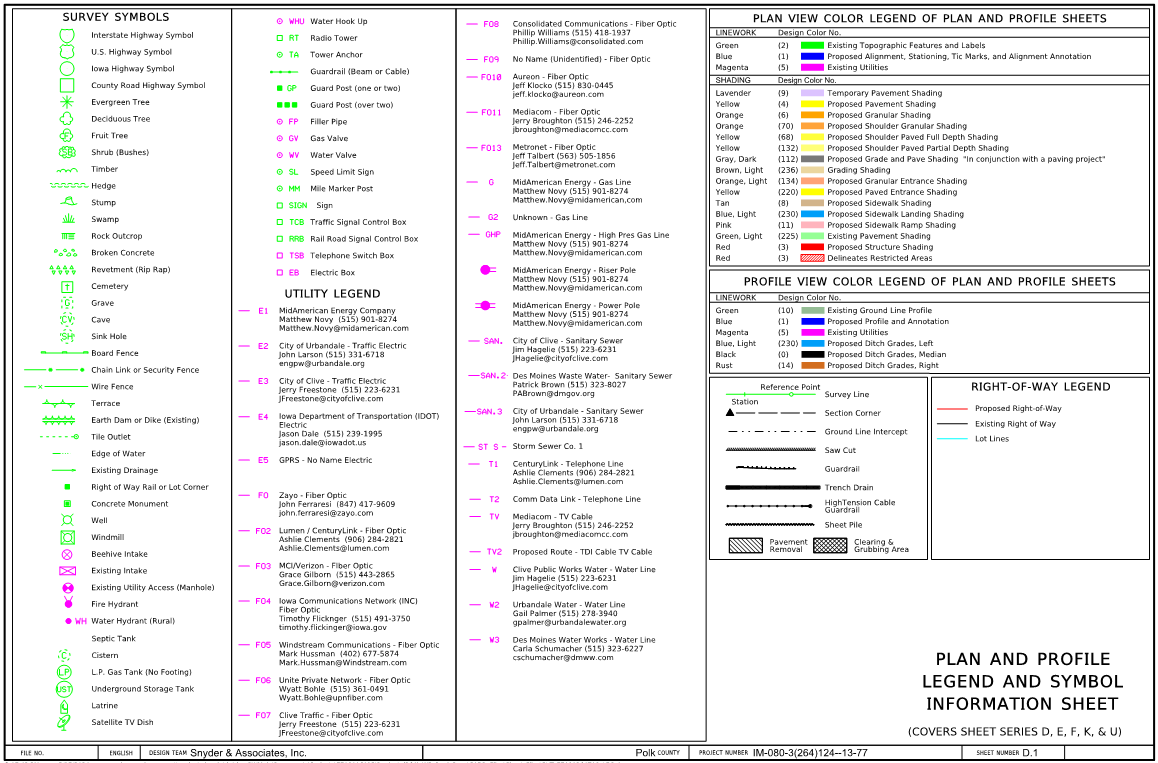 SURVEY SYMBOLS
Interstate Highway Symbol
U.S. Highway Symbol
Iowa Highway Symbol
County Road Highway Symbol
Evergreen Tree
Deciduous Tree
F Fruit Tree
SB Shrub (Bushes)
Timber
Hedge
Stump
Swamp
Rock Outcrop
Broken Concrete
Revetment (Rip Rap)
Cemetery
G Grave
CV Cave
SH Sink Hole
Board Fence
Chain Link or Security Fence
Wire Fence
Terrace
Earth Dam or Dike (Existing)
Tile Outlet
Edge of Water
Existing Drainage
Right of Way Rail or Lot Corner
Concrete Monument
Well
Windmill
Beehive Intake
Existing Intake
Existing Utility Access (Manhole)
Fire Hydrant
WH Water Hydrant (Rural)
Septic Tank
C Cistern
LP L.P. Gas Tank (No Footing)
UST Underground Storage Tank
Latrine
Satellite TV Dish
WHU Water Hook Up
RT Radio Tower
TA Tower Anchor
Guardrail (Beam or Cable)
GP Guard Post (one or two)
Guard Post (over two)
FP Filler Pipe
GV Gas Valve
WV Water Valve
SL Speed Limit Sign
MM Mile Marker Post
SIGN Sign
TCB Traffic Signal Control Box
RRB Rail Road Signal Control Box
TSB Telephone Switch Box
EB Electric Box
UTILITY LEGEND
E1 MidAmerican Energy Company
Matthew Novy (515) 901-8274
Matthew.Novy@midamerican.com
E2 City of Urbandale - Traffic Electric
John Larson (515) 331-6718
engpw@urbandale.org
E3 City of Clive - Traffic Electric
Jerry Freestone (515) 223-6231
JFreestone@cityofclive.com
E4 Iowa Department of Transportation (IDOT)
Electric
Jason Dale (515) 239-1995
jason.dale@iowadot.us
E5 GPRS - No Name Electric
FO Zayo - Fiber Optic
John Ferraresi (847) 417-9609
john.ferraresi@zayo.com
FO2 Lumen / CenturyLink - Fiber Optic
Ashlie Clements (906) 284-2821
Ashlie.Clements@lumen.com
FO3 MCI/Verizon - Fiber Optic
Grace Gilborn (515) 443-2865
Grace.Gilborn@verizon.com
FO4 Iowa Communications Network (INC)
Fiber Optic
Timothy Flicknger (515) 491-3750
timothy.flickinger@iowa.gov
FO5 Windstream Communications - Fiber Optic
Mark Hussman (402) 677-5874
Mark.Hussman@Windstream.com
FO6 Unite Private Network - Fiber Optic
Wyatt Bohle (515) 361-0491
Wyatt.Bohle@upnfiber.com
FO7 Clive Traffic - Fiber Optic
Jerry Freestone (515) 223-6231
JFreestone@cityofclive.com
FO8 Consolidated Communications - Fiber Optic
Phillip Williams (515) 418-1937
Phillip.Williams@consolidated.com
FO9 No Name (Unidentified) - Fiber Optic
FO10 Aureon - Fiber Optic
Jeff Klocko (515) 830-0445
jeff.klocko@aureon.com
FO11 Mediacom - Fiber Optic
Jerry Broughton (515) 246-2252
jbroughton@mediacomcc.com
FO13 Metronet - Fiber Optic
Jeff Talbert (563) 505-1856
Jeff.Talbert@metronet.com
G MidAmerican Energy - Gas Line
Matthew Novy (515) 901-8274
Matthew.Novy@midamerican.com
G2 Unknown - Gas Line
GHP MidAmerican Energy - High Pres Gas Line
Matthew Novy (515) 901-8274
Matthew.Novy@midamerican.com
MidAmerican Energy - Riser Pole
Matthew Novy (515) 901-8274
Matthew.Novy@midamerican.com
MidAmerican Energy - Power Pole
Matthew Novy (515) 901-8274
Matthew.Novy@midamerican.com
SAN. City of Clive - Sanitary Sewer
Jim Hagelie (515) 223-6231
JHagelie@cityofclive.com
SAN.2 Des Moines Waste Water- Sanitary Sewer
Patrick Brown (515) 323-8027
PABrown@dmgov.org
SAN.3 City of Urbandale - Sanitary Sewer
John Larson (515) 331-6718
engpw@urbandale.org
ST S Storm Sewer Co. 1
T1 CenturyLink - Telephone Line
Ashlie Clements (906) 284-2821
Ashlie.Clements@lumen.com
T2 Comm Data Link - Telephone Line
TV Mediacom - TV Cable
Jerry Broughton (515) 246-2252
jbroughton@mediacomcc.com
TV2 Proposed Route - TDI Cable TV Cable
W Clive Public Works Water - Water Line
Jim Hagelie (515) 223-6231
JHagelie@cityofclive.com
W2 Urbandale Water - Water Line
Gail Palmer (515) 278-3940
gpalmer@urbandalewater.org
W3 Des Moines Water Works - Water Line
Carla Schumacher (515) 323-6227
cschumacher@dmww.com
PLAN VIEW COLOR LEGEND OF PLAN AND PROFILE SHEETS
LINEWORK Design Color No.
Green (2) Existing Topographic Features and Labels
Blue (1) Proposed Alignment, Stationing, Tic Marks, and Alignment Annotation
Magenta (5) Existing Utilities
SHADING Design Color No.
Lavender (9) Temporary Pavement Shading
Yellow (4) Proposed Pavement Shading
Orange (6) Proposed Granular Shading
Orange (70) Proposed Shoulder Granular Shading
Yellow (68) Proposed Shoulder Paved Full Depth Shading
Yellow (132) Proposed Shoulder Paved Partial Depth Shading
Gray, Dark (112) Proposed Grade and Pave Shading "In conjunction with a paving project"
Brown, Light (236) Grading Shading
Orange, Light (134) Proposed Granular Entrance Shading
Yellow (220) Proposed Paved Entrance Shading
Tan (8) Proposed Sidewalk Shading
Blue, Light (230) Proposed Sidewalk Landing Shading
Pink (11) Proposed Sidewalk Ramp Shading
Green, Light (225) Existing Pavement Shading
Red (3) Proposed Structure Shading
Red (3) Delineates Restricted Areas
PROFILE VIEW COLOR LEGEND OF PLAN AND PROFILE SHEETS
LINEWORK Design Color No.
Green (10) Existing Ground Line Profile
Blue (1) Proposed Profile and Annotation
Magenta (5) Existing Utilities
Blue, Light (230) Proposed Ditch Grades, Left
Black (0) Proposed Ditch Grades, Median
Rust (14) Proposed Ditch Grades, Right
Reference Point
Station
Survey Line
Section Corner
Ground Line Intercept
Saw Cut
Guardrail
Trench Drain
HighTension Cable
Guardrail
Sheet Pile
Pavement
Removal
Clearing &
Grubbing Area
RIGHT-OF-WAY LEGEND
Proposed Right-of-Way
Existing Right of Way
Lot Lines
PLAN AND PROFILE
LEGEND AND SYMBOL
INFORMATION SHEET
(COVERS SHEET SERIES D, E, F, K, & U)
FILE NO. ENGLISH DESIGN TEAM Snyder & Associates, Inc. Polk COUNTY PROJECT NUMBER IM-080-3(264)124--13-77 SHEET NUMBER D.1